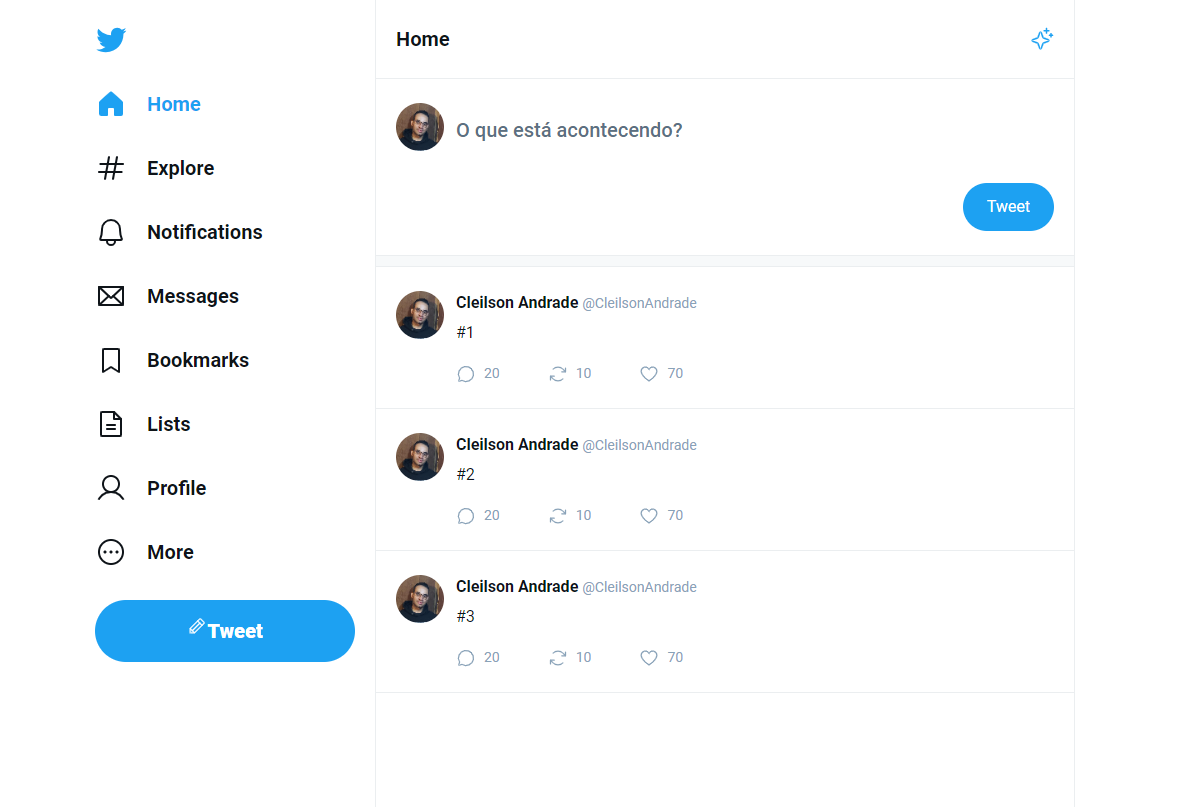 Home
Explore
Notifications
Messages
Bookmarks
Lists
Profile
More
Tweet
Home
O que está acontecendo?
Tweet
Cleilson Andrade @CleilsonAndrade
#1
20 10 70
Cleilson Andrade @CleilsonAndrade
#2
20 10 70
Cleilson Andrade @CleilsonAndrade
#3
20 10 70